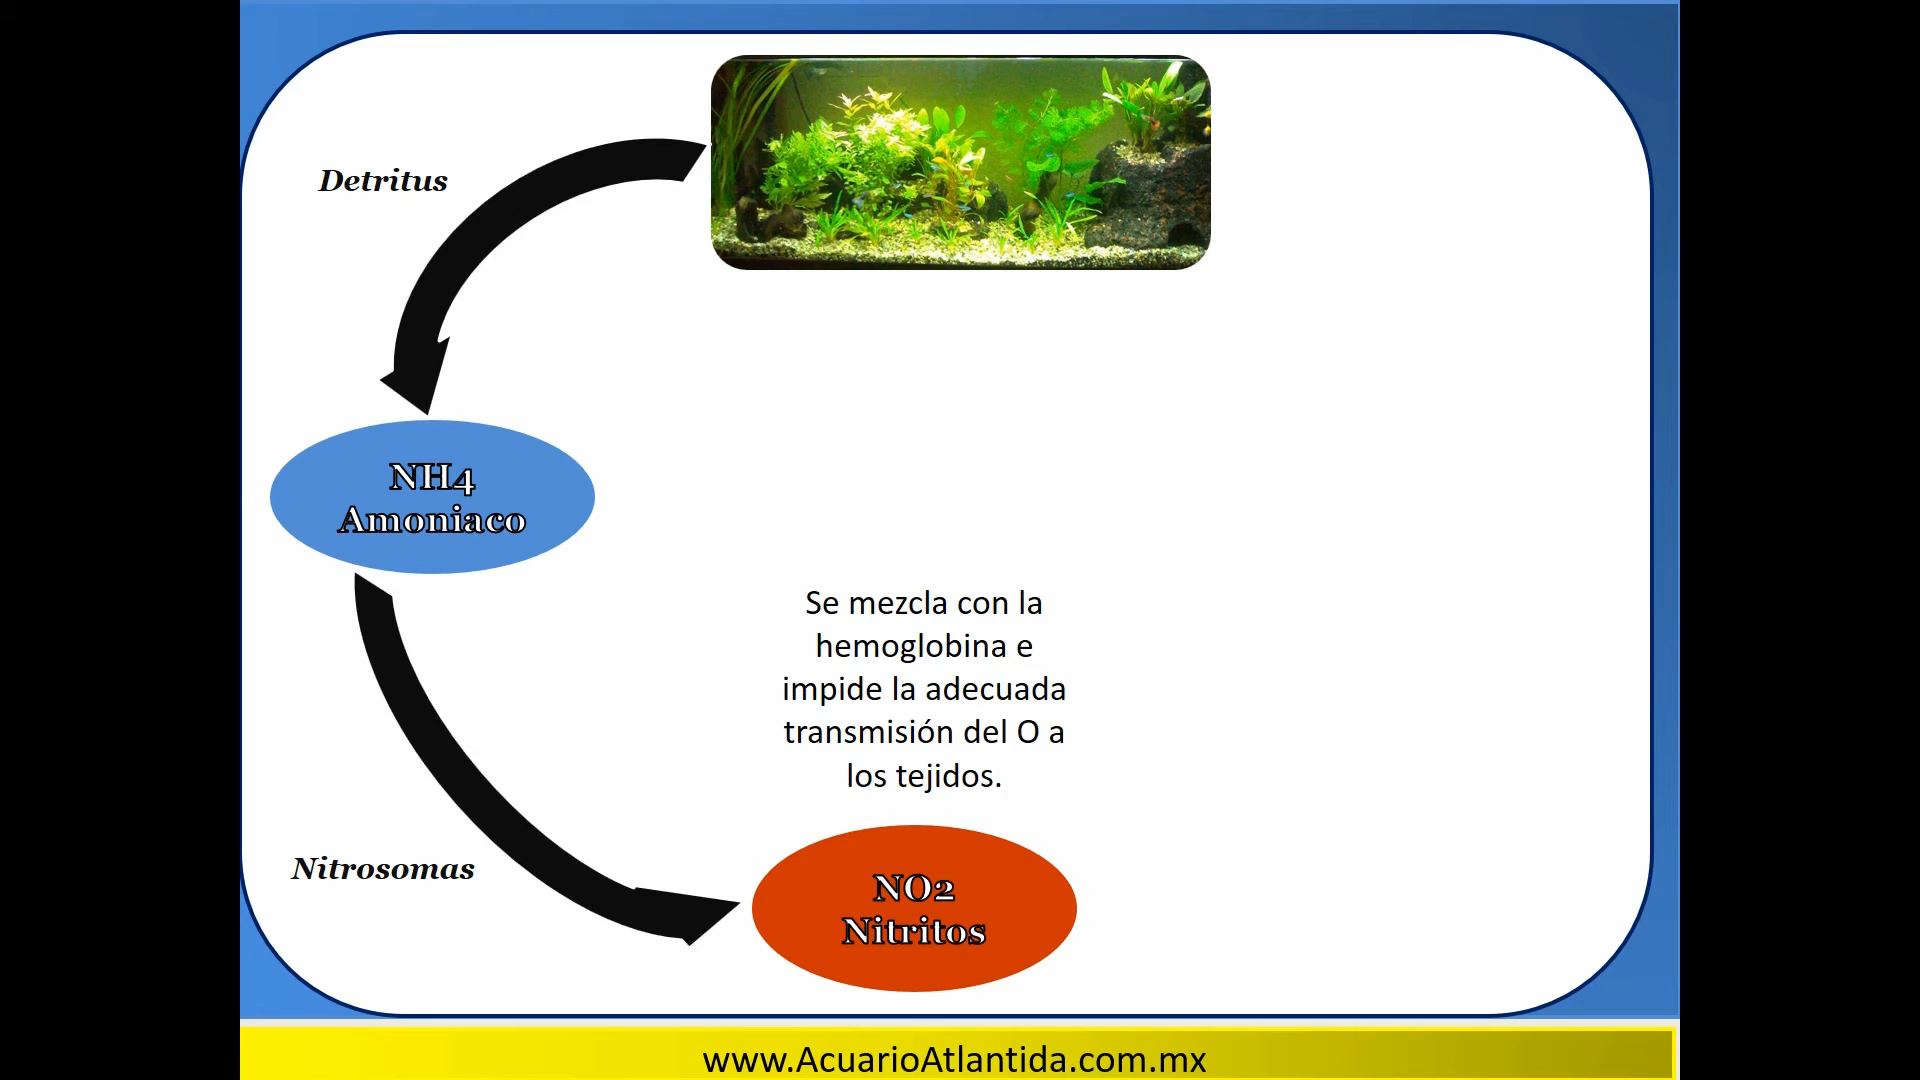 Detritus
NH4
Amoniaco
Se mezcla con la
hemoglobina e
impide la adecuada
transmisión del O a
los tejidos.
Nitrosomas
NO2
Nitritos
www.AcuarioAtlantida.com.mx